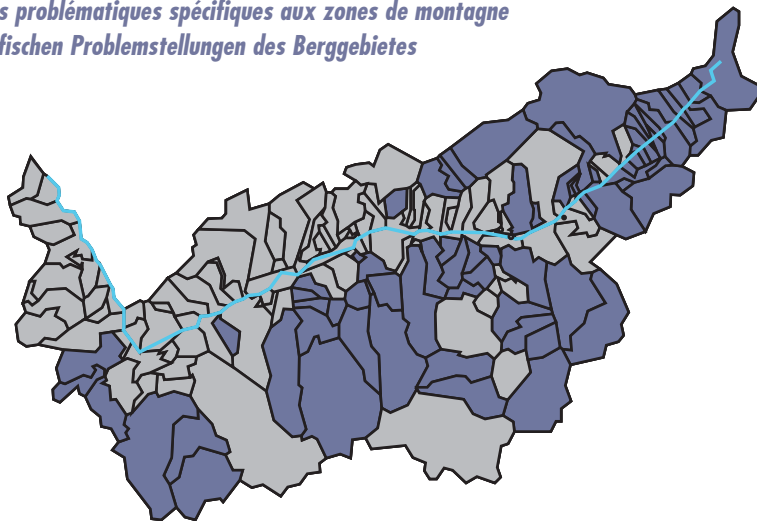 s problématiques spécifiques aux zones de montagne
fischen Problemstellungen des Berggebietes